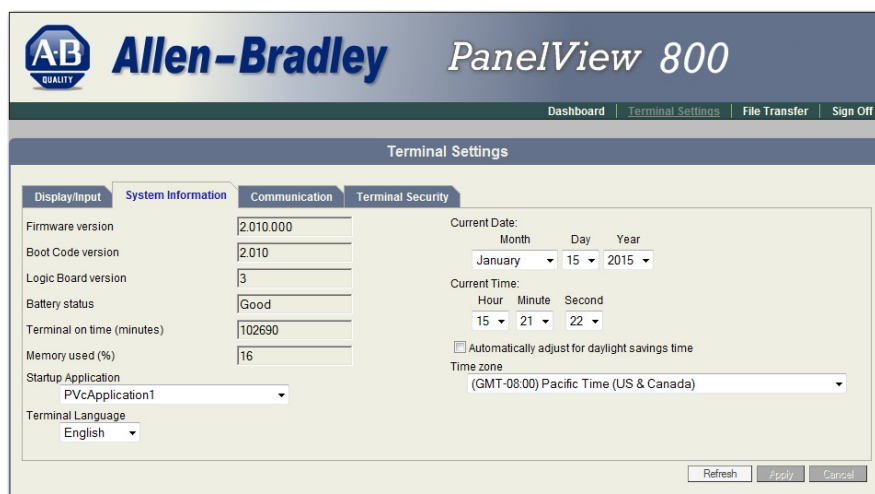 A·B
QUALITY
Allen-Bradley
PanelView 800
Dashboard Terminal Settings File Transfer Sign Off
Terminal Settings
Display/Input System Information Communication Terminal Security
Firmware version 2.010.000
Boot Code version 2.010
Logic Board version 3
Battery status Good
Terminal on time (minutes) 102690
Memory used (%) 16
Startup Application
PVcApplication1
Terminal Language
English
Current Date:
Month Day Year
January 15 2015
Current Time:
Hour Minute Second
15 21 22
Automatically adjust for daylight savings time
Time zone
(GMT-08:00) Pacific Time (US & Canada)
Refresh Apply Cancel